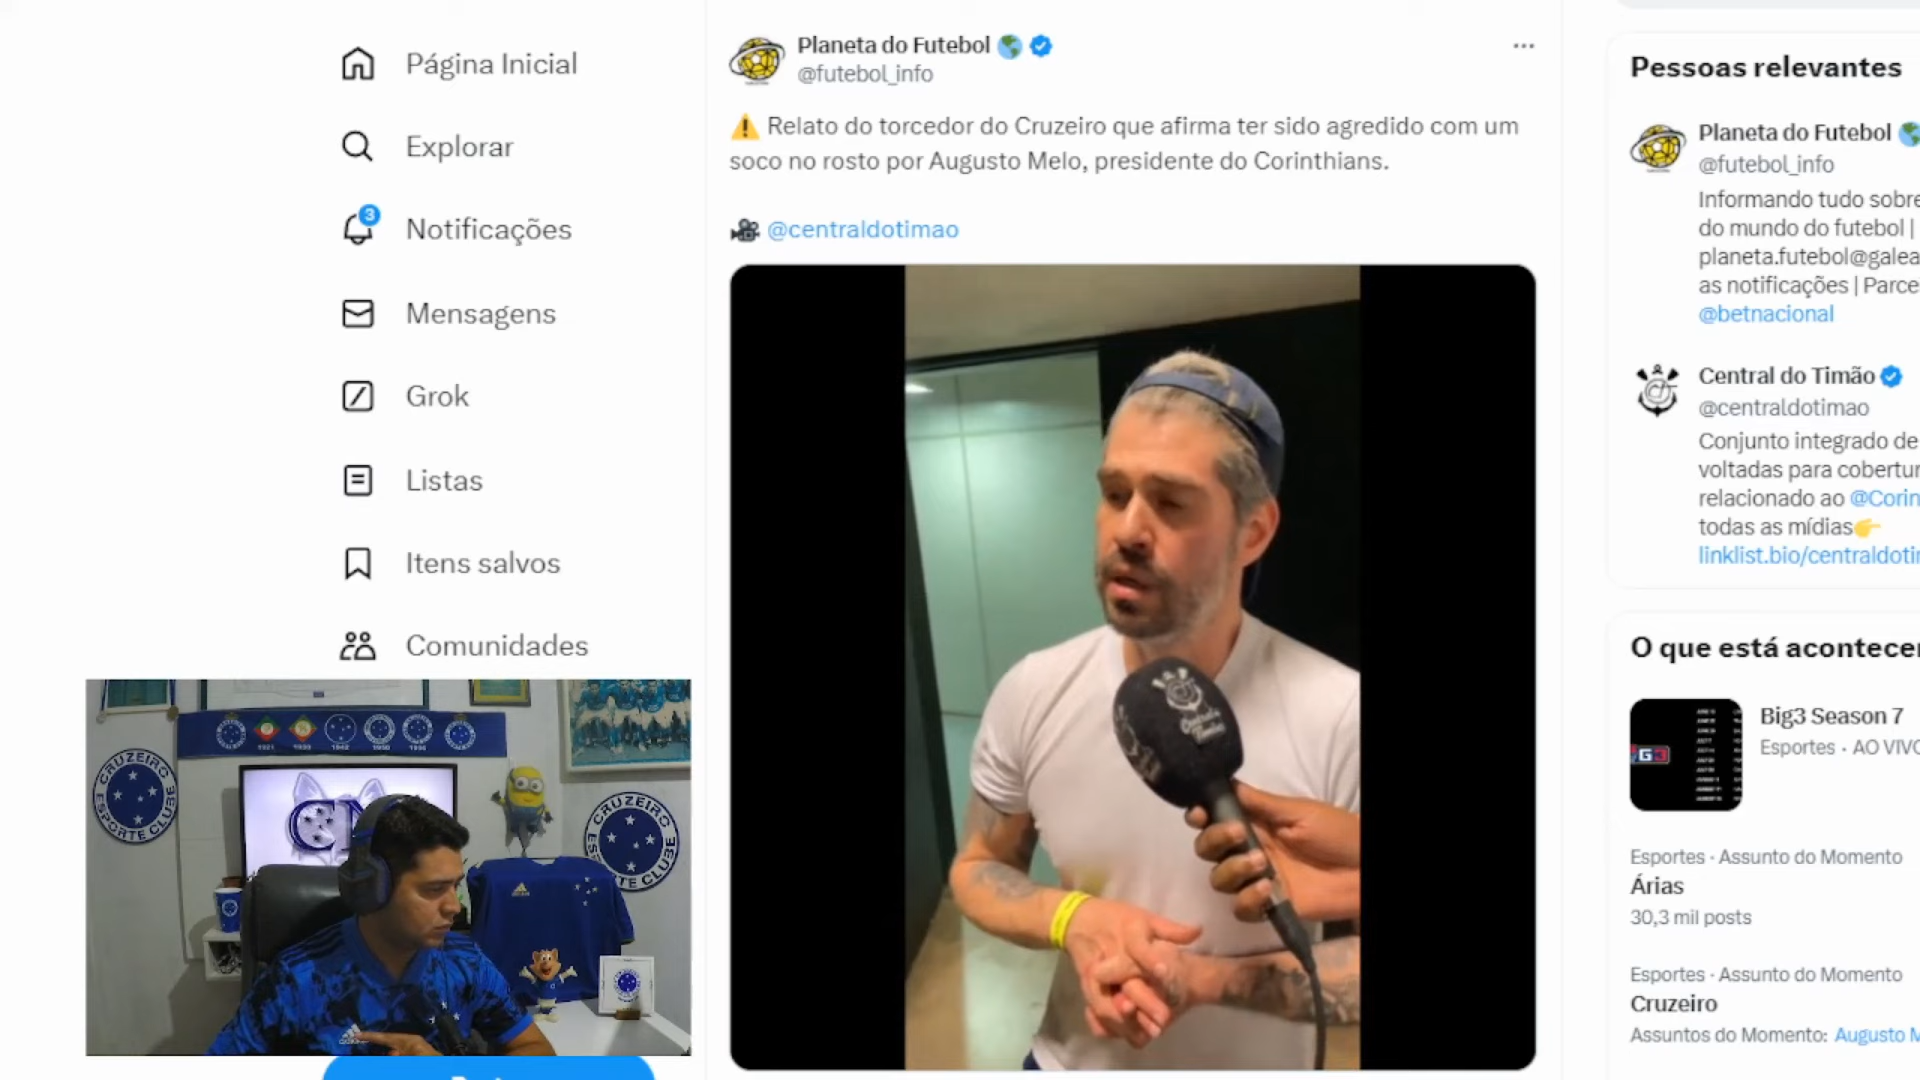 Página Inicial
Explorar
3
Notificações
Mensagens
Grok
Listas
Itens salvos
Comunidades
Planeta do Futebol
@futebol_info
Relato do torcedor do Cruzeiro que afirma ter sido agredido com um
soco no rosto por Augusto Melo, presidente do Corinthians.
@centraldotimao
CRUZEIRO
ESPORTE CLUBE
1921
CRUZEIRO
Pessoas relevantes
Planeta do Futebol
@futebol_info
Informando tudo sobre
do mundo do futebol |
planeta.futebol@galea
as notificações | Parce
@betnacional
Central do Timão
@centraldotimao
Conjunto integrado de
voltadas para cobertur
relacionado ao @Corin
todas as mídias
linklist.bio/centraldotin
O que está acontecer
Big3 Season 7
Esportes · AO VIVO
Esportes · Assunto do Momento
Árias
30,3 mil posts
Esportes · Assunto do Momento
Cruzeiro
Assuntos do Momento: Augusto M